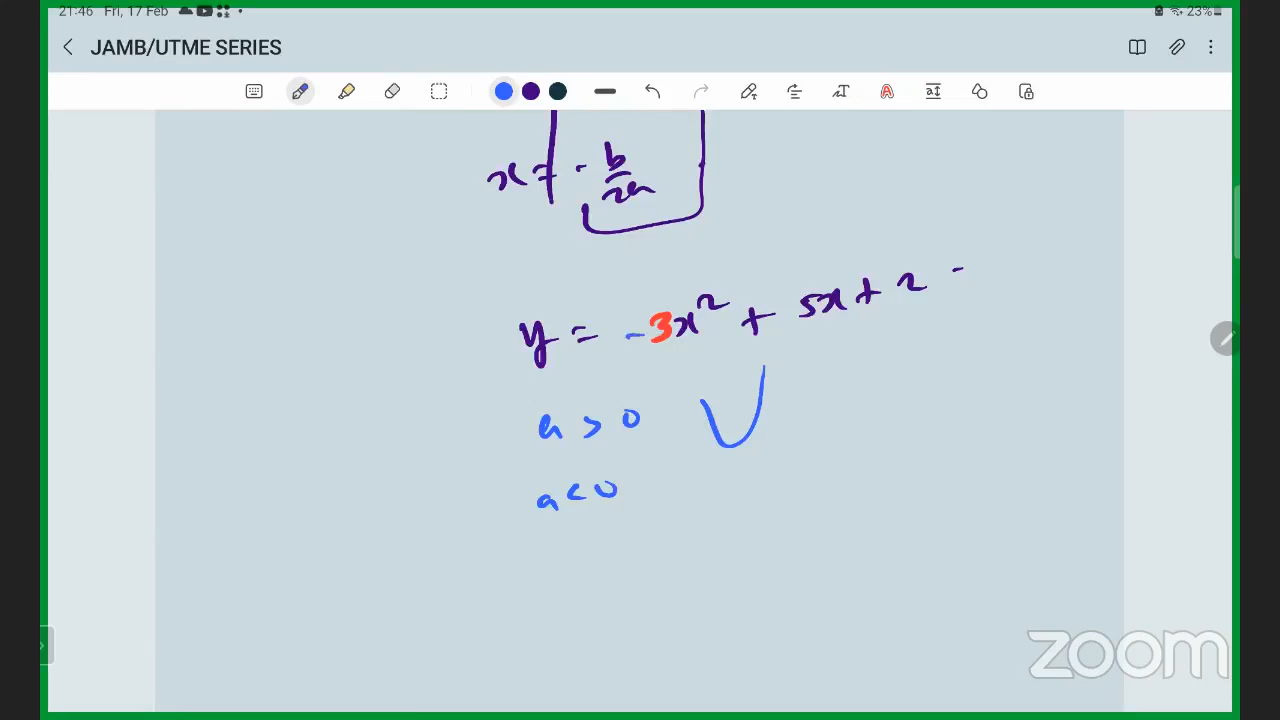 21:46 Fri, 17 Feb 23%
JAMB/UTME SERIES
x = - b/2a
y = -3x² + 5x + 2 -
a > 0
a < 0
zoom